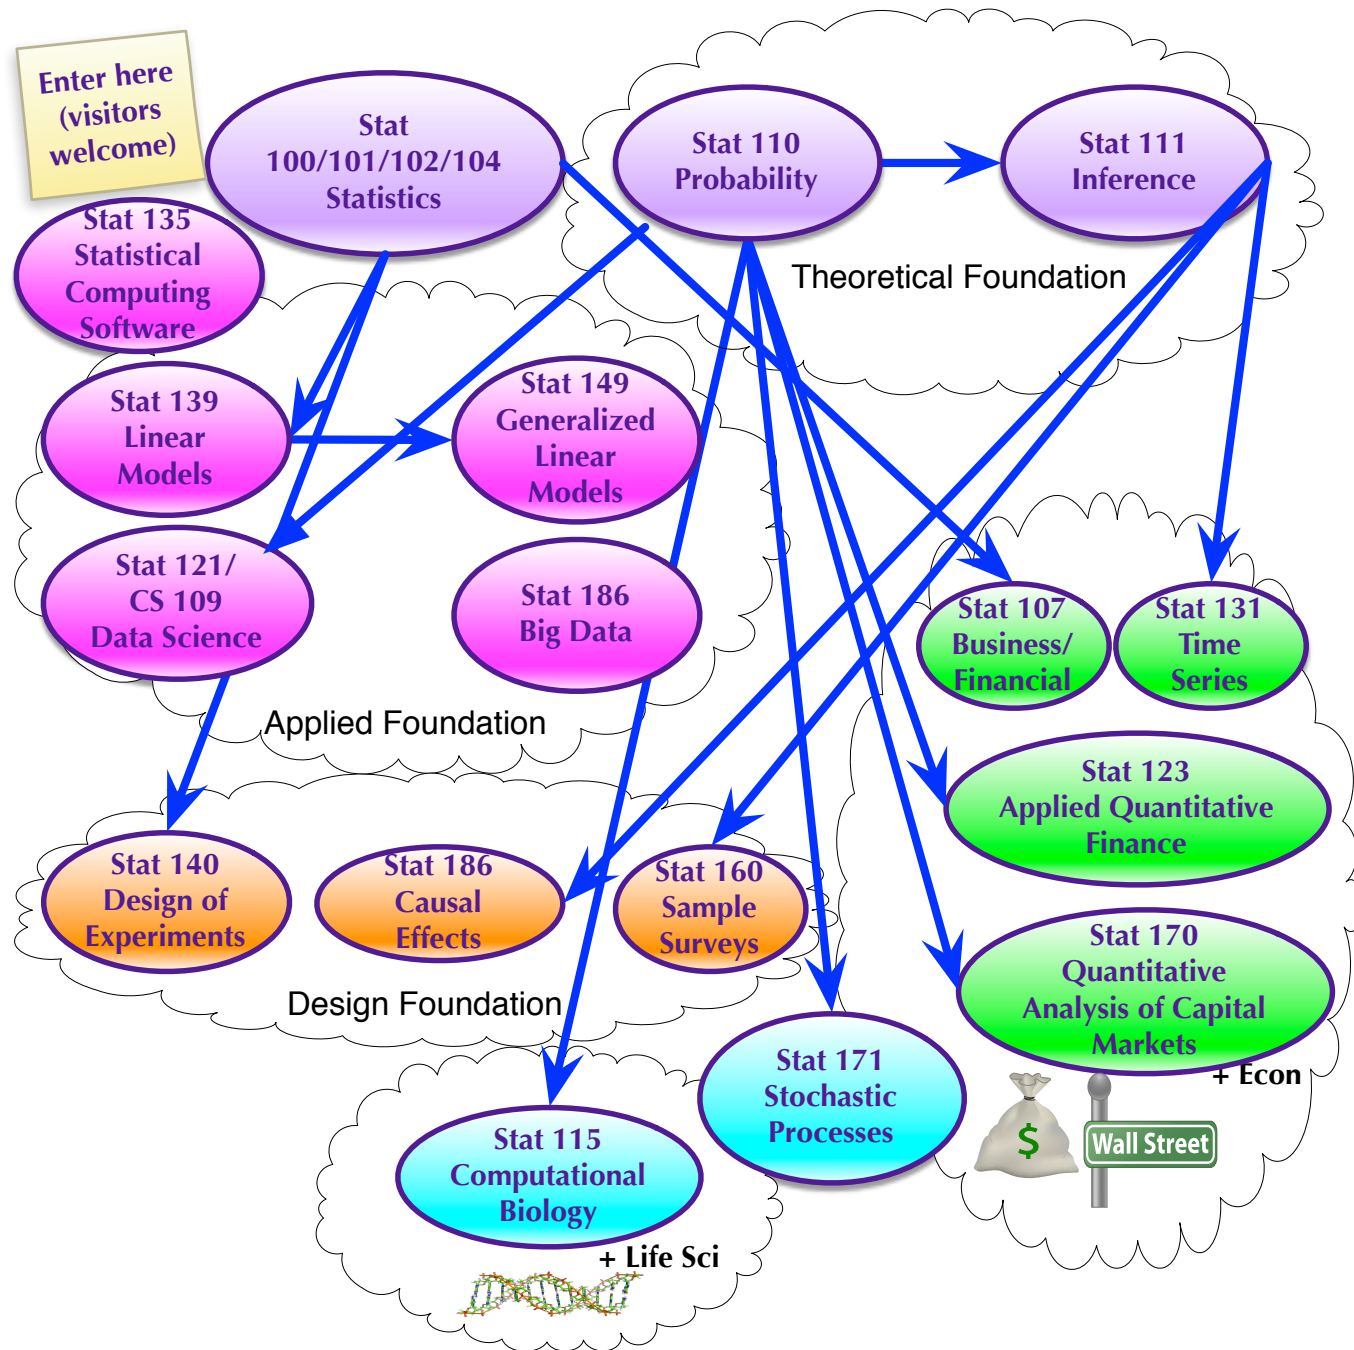 Enter here
(visitors
welcome)
Stat
100/101/102/104
Statistics
Stat 110
Probability
Stat 111
Inference
Theoretical Foundation
Stat 135
Statistical
Computing
Software
Stat 139
Linear
Models
Stat 149
Generalized
Linear
Models
Stat 121/
CS 109
Data Science
Stat 186
Big Data
Applied Foundation
Stat 107
Business/
Financial
Stat 131
Time
Series
Stat 123
Applied Quantitative
Finance
Stat 140
Design of
Experiments
Stat 186
Causal
Effects
Stat 160
Sample
Surveys
Design Foundation
Stat 170
Quantitative
Analysis of Capital
Markets
+ Econ
$
Wall Street
Stat 171
Stochastic
Processes
Stat 115
Computational
Biology
+ Life Sci